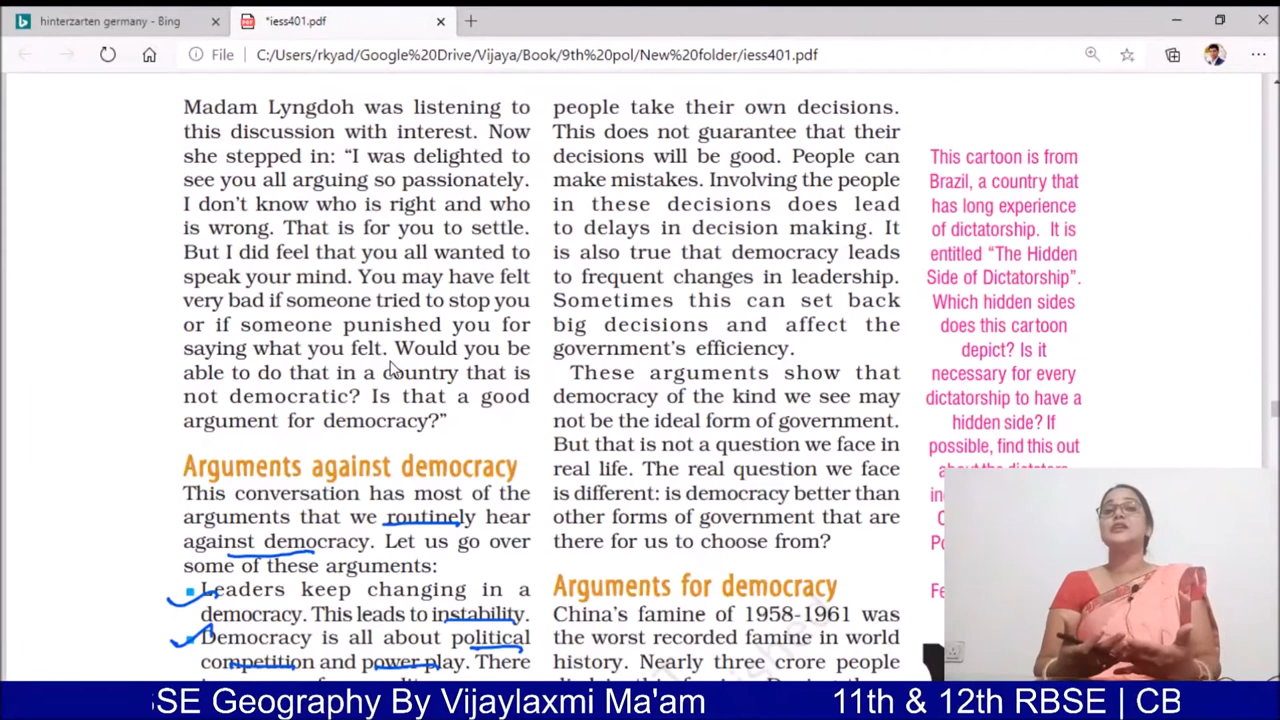 hinterzarten germany - Bing
*iess401.pdf
File
C:/Users/rkyad/Google%20Drive/Vijaya/Book/9th%20pol/New%20folder/iess401.pdf
Madam Lyngdoh was listening to
this discussion with interest. Now
she stepped in: “I was delighted to
see you all arguing so passionately.
I don’t know who is right and who
is wrong. That is for you to settle.
But I did feel that you all wanted to
speak your mind. You may have felt
very bad if someone tried to stop you
or if someone punished you for
saying what you felt. Would you be
able to do that in a country that is
not democratic? Is that a good
argument for democracy?”
Arguments against democracy
This conversation has most of the
arguments that we routinely hear
against democracy. Let us go over
some of these arguments:
Leaders keep changing in a
democracy. This leads to instability.
Democracy is all about political
competition and power play. There
people take their own decisions.
This does not guarantee that their
decisions will be good. People can
make mistakes. Involving the people
in these decisions does lead
to delays in decision making. It
is also true that democracy leads
to frequent changes in leadership.
Sometimes this can set back
big decisions and affect the
government’s efficiency.
These arguments show that
democracy of the kind we see may
not be the ideal form of government.
But that is not a question we face in
real life. The real question we face
is different: is democracy better than
other forms of government that are
there for us to choose from?
Arguments for democracy
China’s famine of 1958-1961 was
the worst recorded famine in world
history. Nearly three crore people
This cartoon is from
Brazil, a country that
has long experience
of dictatorship. It is
entitled “The Hidden
Side of Dictatorship”.
Which hidden sides
does this cartoon
depict? Is it
necessary for every
dictatorship to have a
hidden side? If
possible, find this out
SSE Geography By Vijaylaxmi Ma'am 11th & 12th RBSE | CB